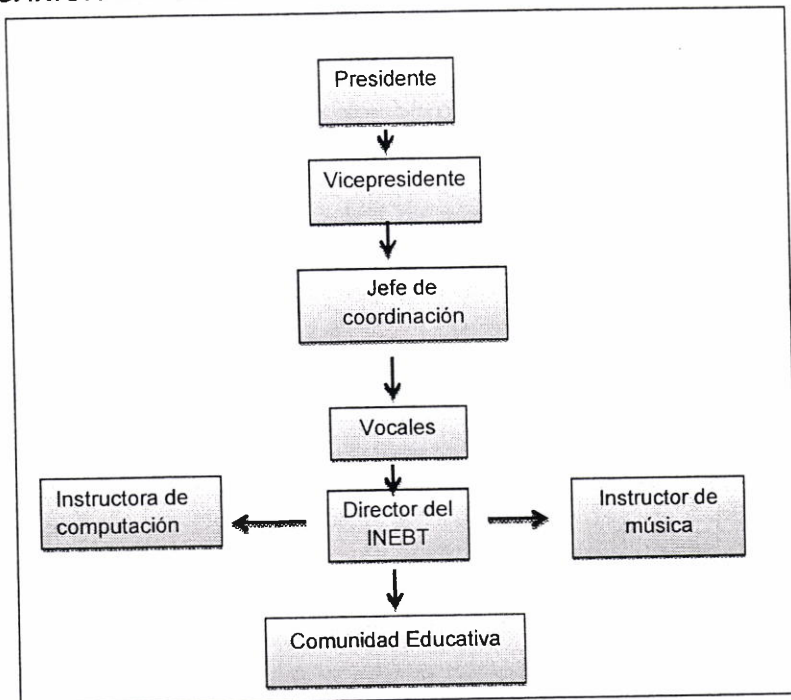 Presidente
Vicepresidente
Jefe de
coordinación
Vocales
Instructora de
computación
Director del
INEBT
Instructor de
música
Comunidad Educativa